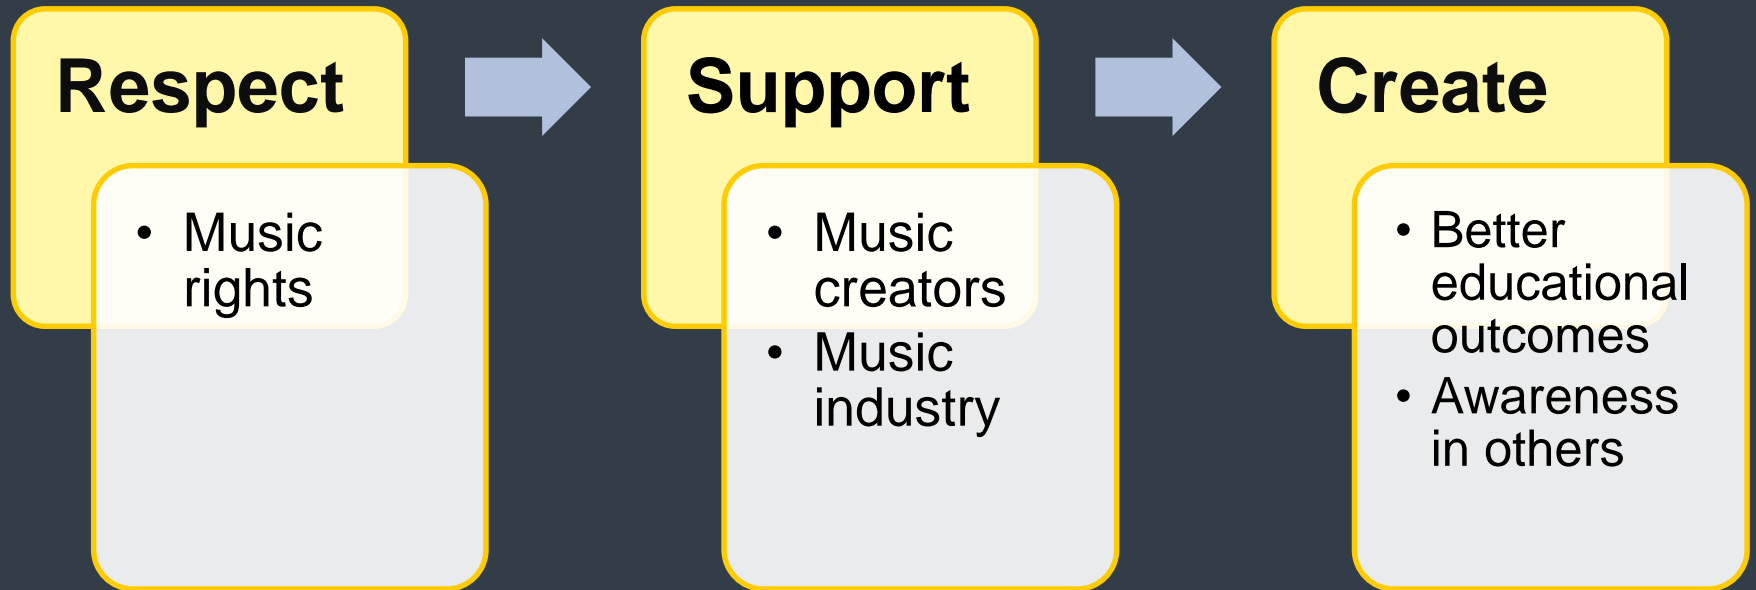 Respect
• Music
rights
Support
• Music
creators
• Music
industry
Create
• Better
educational
outcomes
• Awareness
in others